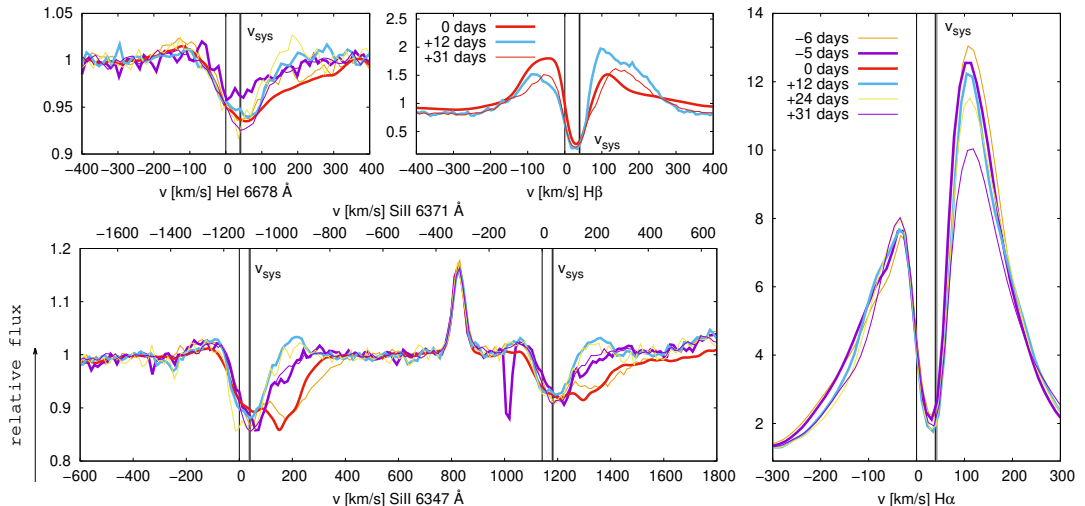 1.05
1
0.95
0.9
v_sys
−400 −300 −200 −100 0 100 200 300 400
v [km/s] HeI 6678 Å
2.5
2
1.5
1
0.5
0 days
+12 days
+31 days
v_sys
−400 −300 −200 −100 0 100 200 300 400
v [km/s] Hβ
v [km/s] SiII 6371 Å
−1600 −1400 −1200 −1000 −800 −600 −400 −200 0 200 400 600
1.2
1.1
1
0.9
0.8
v_sys
v_sys
relative flux
−600 −400 −200 0 200 400 600 800 1000 1200 1400 1600 1800
v [km/s] SiII 6347 Å
14
12
10
8
6
4
2
−6 days
−5 days
0 days
+12 days
+24 days
+31 days
v_sys
−300 −200 −100 0 100 200 300
v [km/s] Hα